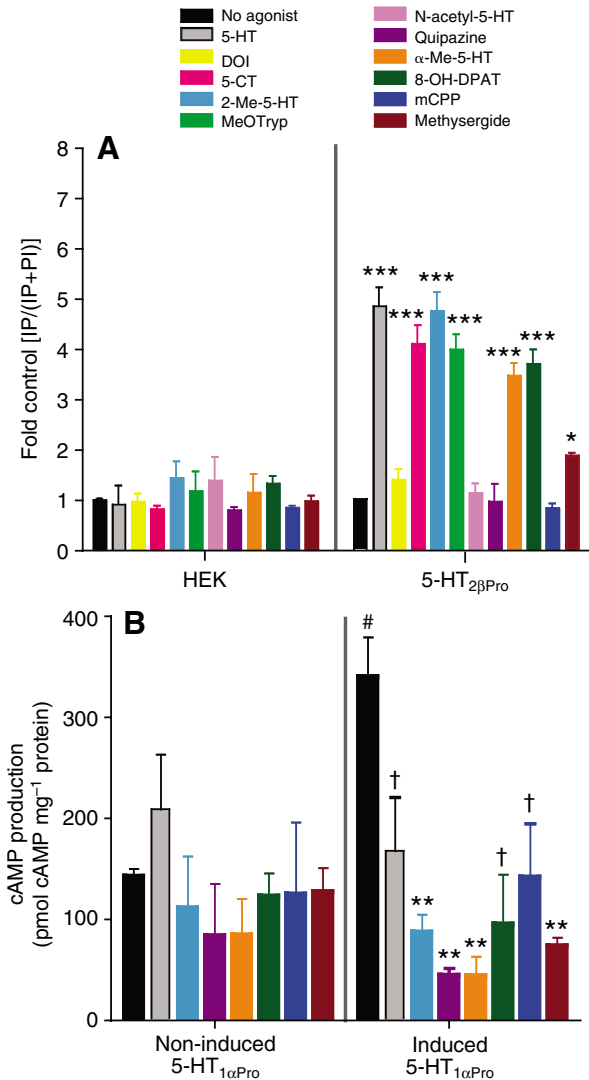 No agonist
5-HT
DOI
5-CT
2-Me-5-HT
MeOTryp
N-acetyl-5-HT
Quipazine
α-Me-5-HT
8-OH-DPAT
mCPP
Methysergide
A
Fold control [IP/(IP+PI)]
8
7
6
5
4
3
2
1
0
*** *** *** *** *** *** *
HEK 5-HT2βPro
B
cAMP production
(pmol cAMP mg–1 protein)
400
300
200
100
0
# † ** ** ** † † **
Non-induced Induced
5-HT1αPro 5-HT1αPro